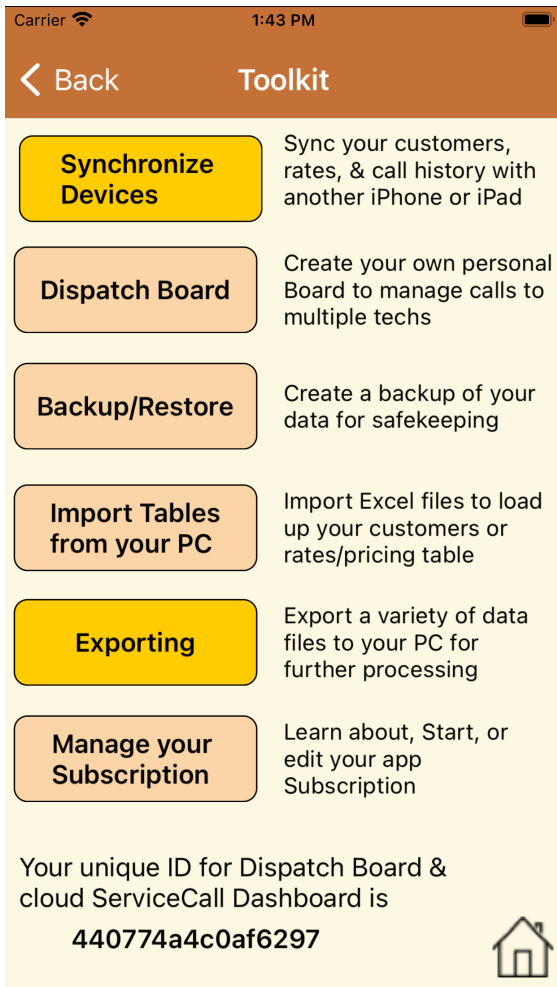 Carrier 1:43 PM
Back Toolkit
Synchronize
Devices
Sync your customers,
rates, & call history with
another iPhone or iPad
Dispatch Board
Create your own personal
Board to manage calls to
multiple techs
Backup/Restore
Create a backup of your
data for safekeeping
Import Tables
from your PC
Import Excel files to load
up your customers or
rates/pricing table
Exporting
Export a variety of data
files to your PC for
further processing
Manage your
Subscription
Learn about, Start, or
edit your app
Subscription
Your unique ID for Dispatch Board &
cloud ServiceCall Dashboard is
440774a4c0af6297